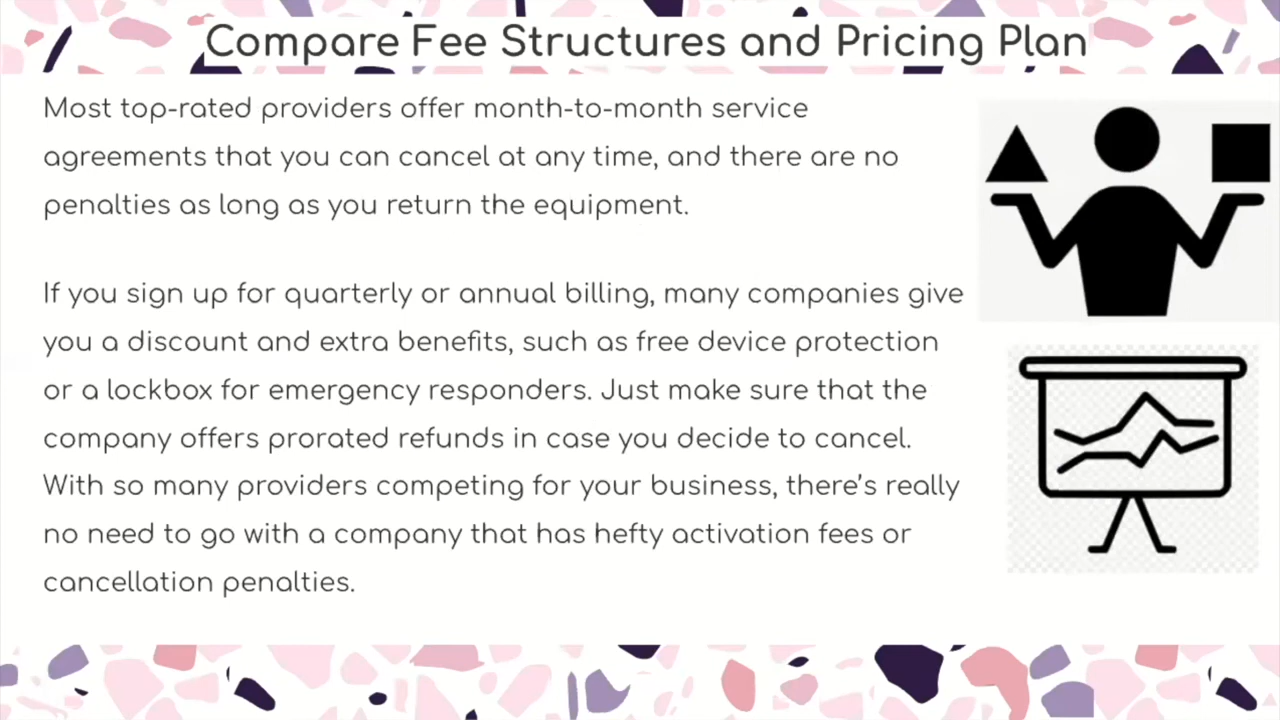 Compare Fee Structures and Pricing Plan
Most top-rated providers offer month-to-month service
agreements that you can cancel at any time, and there are no
penalties as long as you return the equipment.
If you sign up for quarterly or annual billing, many companies give
you a discount and extra benefits, such as free device protection
or a lockbox for emergency responders. Just make sure that the
company offers prorated refunds in case you decide to cancel.
With so many providers competing for your business, there's really
no need to go with a company that has hefty activation fees or
cancellation penalties.